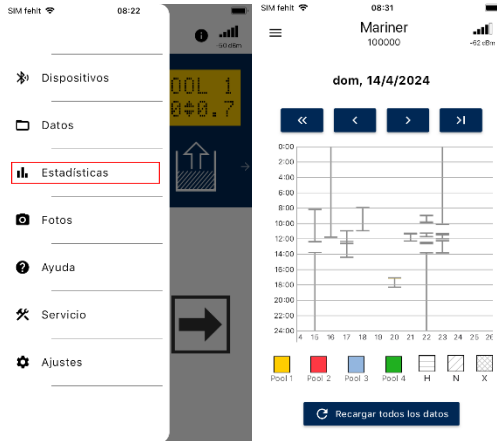 SIM fehlt 08:22
-50 dBm
Dispositivos
OOL 1
0÷0.7
Datos
Estadísticas
Fotos
Ayuda
Servicio
Ajustes
SIM fehlt 08:31
Mariner
100000
-62 dBm
dom, 14/4/2024
0:00
2:00
4:00
6:00
8:00
10:00
12:00
14:00
16:00
18:00
20:00
22:00
24:00
4 15 16 17 18 19 20 21 22 23 24 25 26
Pool 1 Pool 2 Pool 3 Pool 4 H N X
Recargar todos los datos